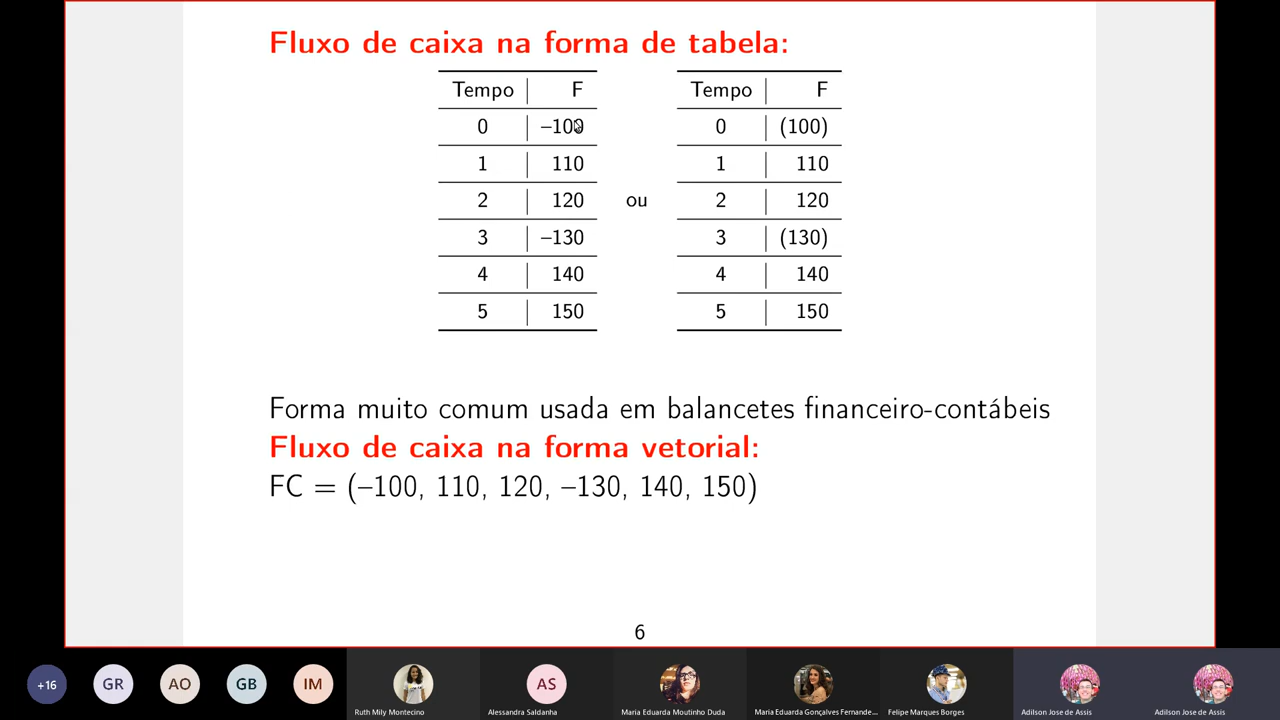 Fluxo de caixa na forma de tabela:
Tempo F Tempo F
0 –100 0 (100)
1 110 1 110
2 120 ou 2 120
3 –130 3 (130)
4 140 4 140
5 150 5 150
Forma muito comum usada em balancetes financeiro-contábeis
Fluxo de caixa na forma vetorial:
FC = (–100, 110, 120, –130, 140, 150)
6
+16 GR AO GB IM AS
Ruth Mily Montecino Alessandra Saldanha Maria Eduarda Moutinho Duda Maria Eduarda Gonçalves Fernande... Felipe Marques Borges Adilson Jose de Assis Adilson Jose de Assis